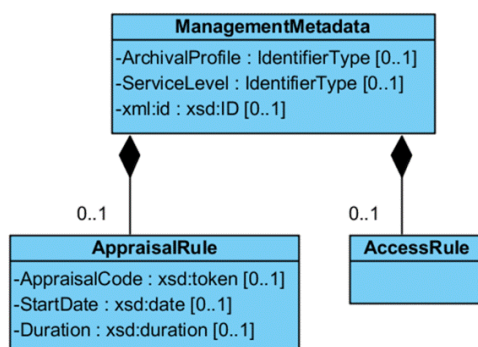 ManagementMetadata
-ArchivalProfile : IdentifierType [0..1]
-ServiceLevel : IdentifierType [0..1]
-xml:id : xsd:ID [0..1]
0..1
0..1
AppraisalRule
-AppraisalCode : xsd:token [0..1]
-StartDate : xsd:date [0..1]
-Duration : xsd:duration [0..1]
AccessRule